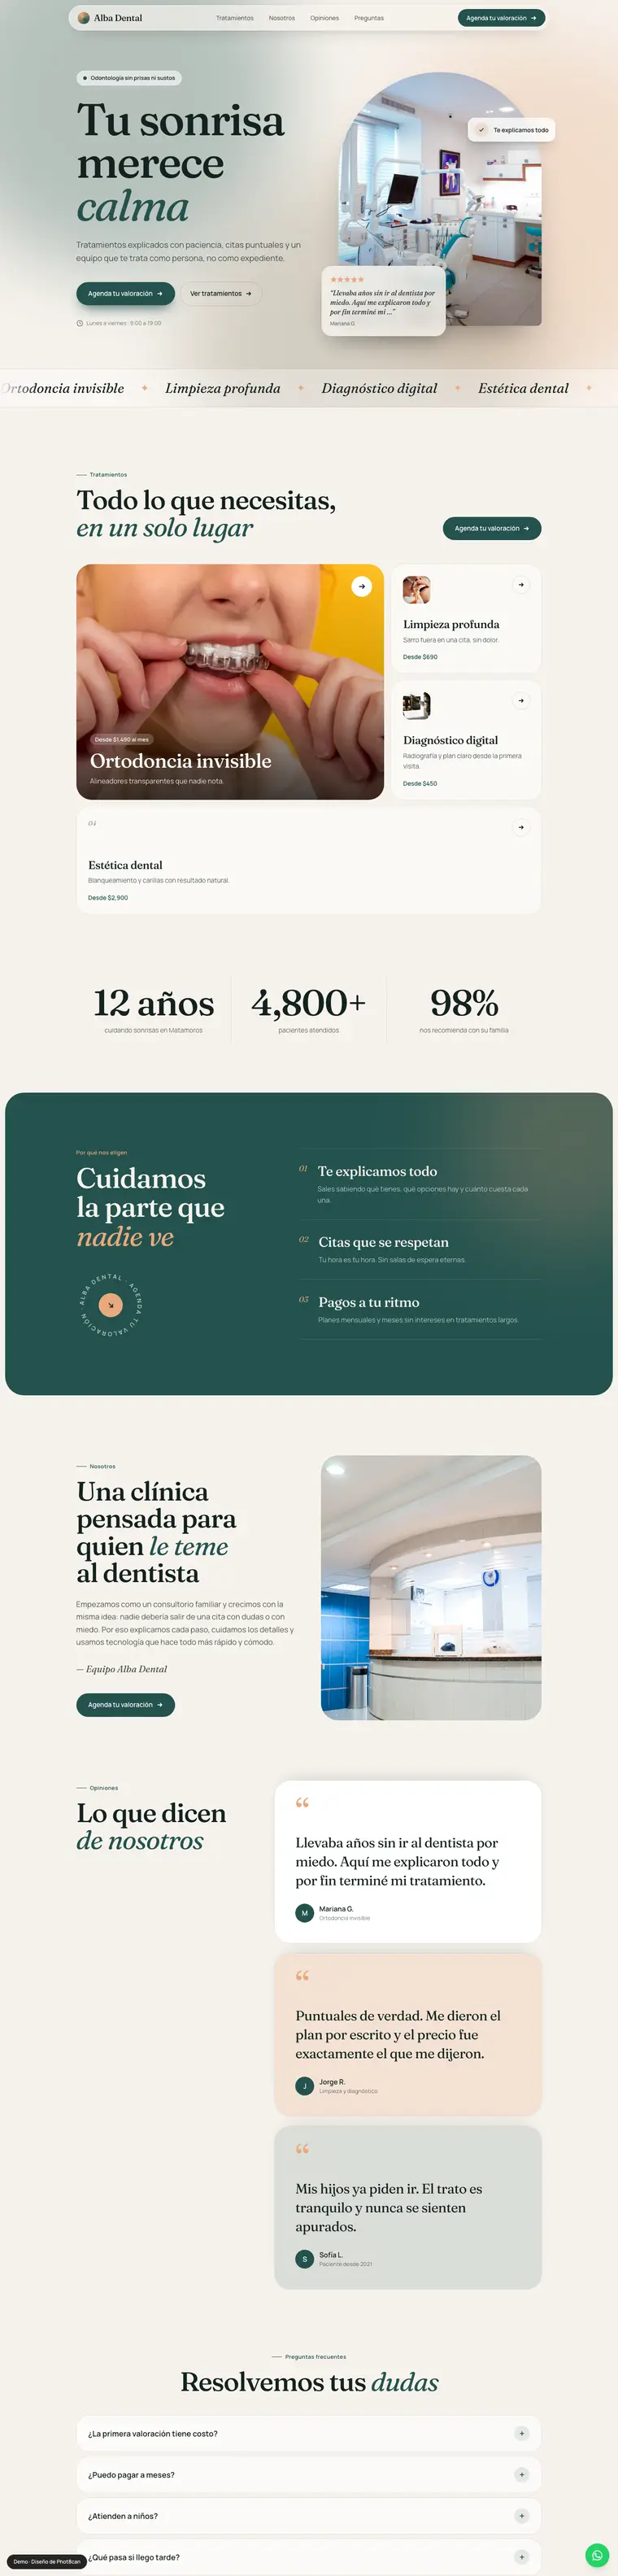 Alba Dental
Tratamientos
Nosotros
Opiniones
Preguntas
Agenda tu valoración →
Odontología sin prisas ni sustos
Tu sonrisa
merece
calma
Tratamientos explicados con paciencia, citas puntuales y un
equipo que te trata como persona, no como expediente.
Agenda tu valoración →
Ver tratamientos →
Lunes a viernes · 9:00 a 19:00
Te explicamos todo
★★★★★
"Llevaba años sin ir al dentista por
miedo. Aquí me explicaron todo y
por fin terminé mi ..."
Mariana G.
Ortodoncia invisible ✦ Limpieza profunda ✦ Diagnóstico digital ✦ Estética dental ✦
Tratamientos
Todo lo que necesitas,
en un solo lugar
Agenda tu valoración →
Desde $1,490 al mes
Ortodoncia invisible
Alineadores transparentes que nadie nota.
Limpieza profunda
Sarro fuera en una cita, sin dolor.
Desde $690
Diagnóstico digital
Radiografía y plan claro desde la primera
visita.
Desde $450
04
Estética dental
Blanqueamiento y carillas con resultado natural.
Desde $2,900
12 años
cuidando sonrisas en Matamoros
4,800+
pacientes atendidos
98%
nos recomienda con su familia
Por qué nos eligen
Cuidamos
la parte que
nadie ve
ALBA DENTAL · AGENDA TU VALORACIÓN ·
01
Te explicamos todo
Sales sabiendo qué tienes, qué opciones hay y cuánto cuesta cada
una.
02
Citas que se respetan
Tu hora es tu hora. Sin salas de espera eternas.
03
Pagos a tu ritmo
Planes mensuales y meses sin intereses en tratamientos largos.
Nosotros
Una clínica
pensada para
quien le teme
al dentista
Empezamos como un consultorio familiar y crecimos con la
misma idea: nadie debería salir de una cita con dudas o con
miedo. Por eso explicamos cada paso, cuidamos los detalles y
usamos tecnología que hace todo más rápido y cómodo.
— Equipo Alba Dental
Agenda tu valoración →
Opiniones
Lo que dicen
de nosotros
“
Llevaba años sin ir al dentista por
miedo. Aquí me explicaron todo y
por fin terminé mi tratamiento.
M
Mariana G.
Ortodoncia invisible
“
Puntuales de verdad. Me dieron el
plan por escrito y el precio fue
exactamente el que me dijeron.
J
Jorge R.
Limpieza y diagnóstico
“
Mis hijos ya piden ir. El trato es
tranquilo y nunca se sienten
apurados.
S
Sofía L.
Paciente desde 2021
Preguntas frecuentes
Resolvemos tus dudas
¿La primera valoración tiene costo?
¿Puedo pagar a meses?
¿Atienden a niños?
¿Qué pasa si llego tarde?
Demo · Diseño de PhotBcan